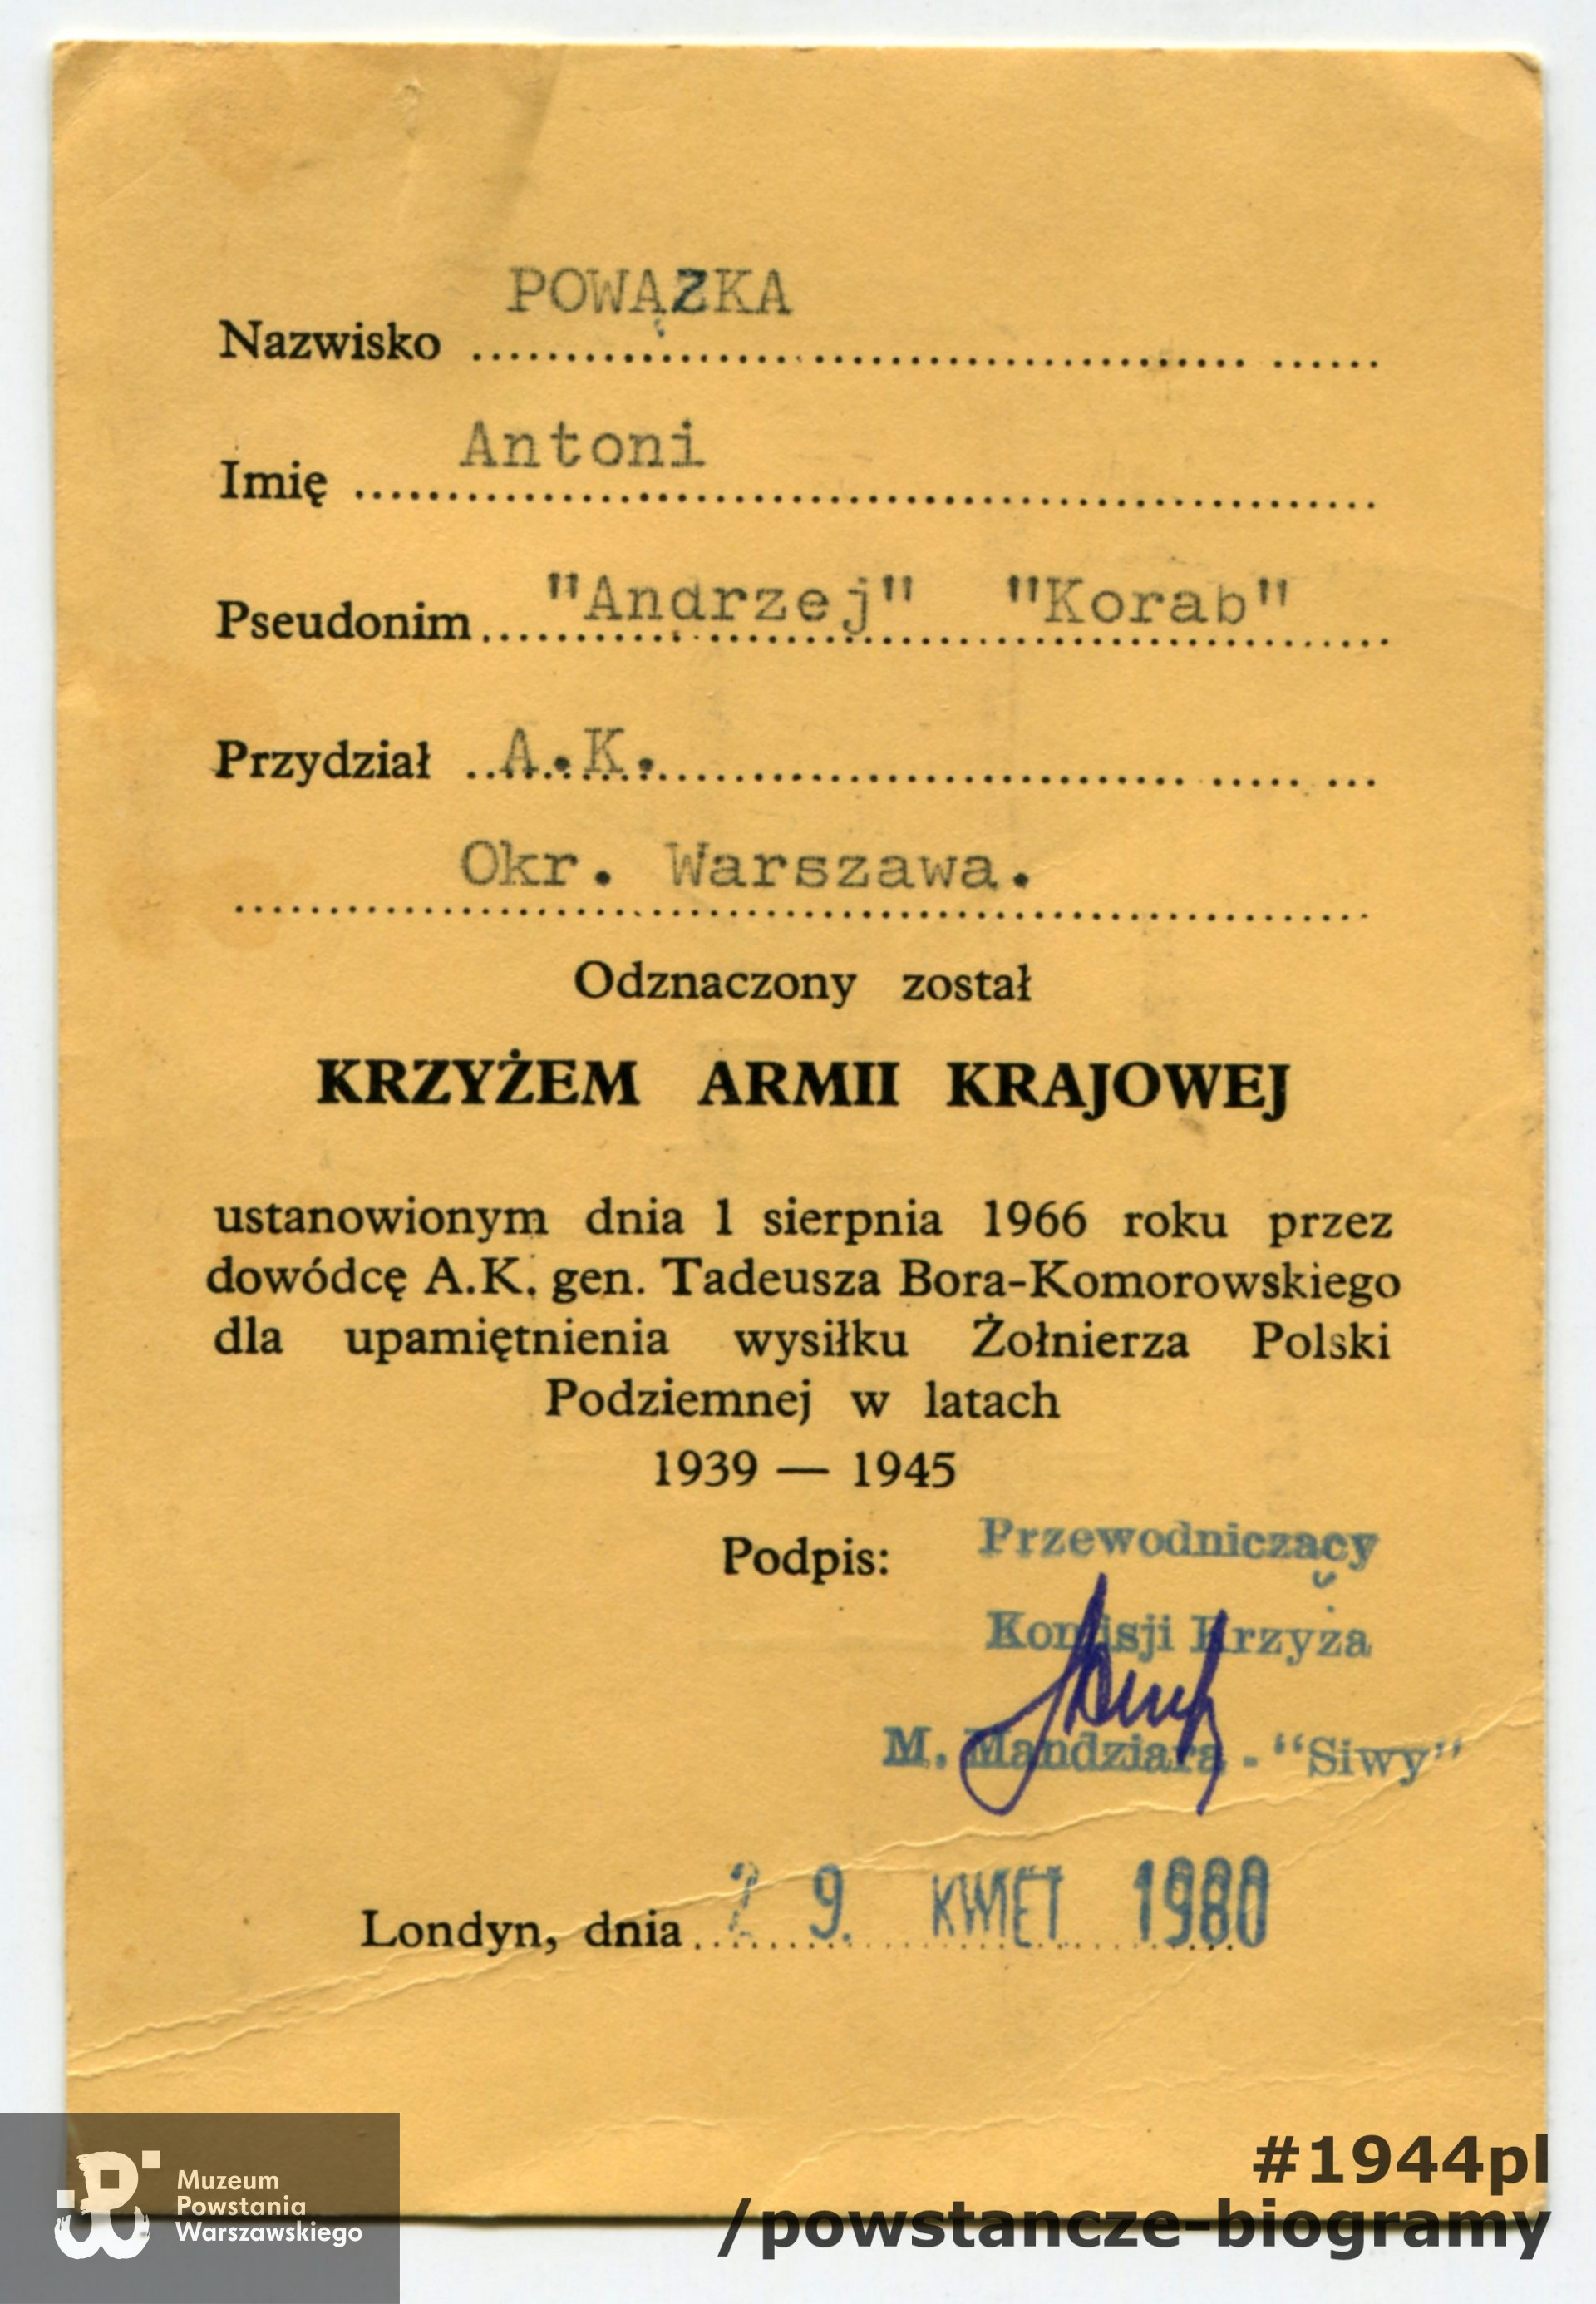 POWĄZKA
Nazwisko
Antoni
Imię
"Andrzej" "Korab"
Pseudonim
Przydział A.K.
Okr. Warszawa.
Odznaczony został
KRZYŻEM ARMII KRAJOWEJ
ustanowionym dnia 1 sierpnia 1966 roku przez
dowódcę A.K. gen. Tadeusza Bora-Komorowskiego
dla upamiętnienia wysiłku Żołnierza Polski
Podziemnej w latach
1939 — 1945
Podpis: Przewodniczący
Komisji Krzyża
M. Mandziara - "Siwy"
Londyn, dnia 29. KWIET 1980
Muzeum
Powstania
Warszawskiego
#1944pl
/powstancze-biogramy